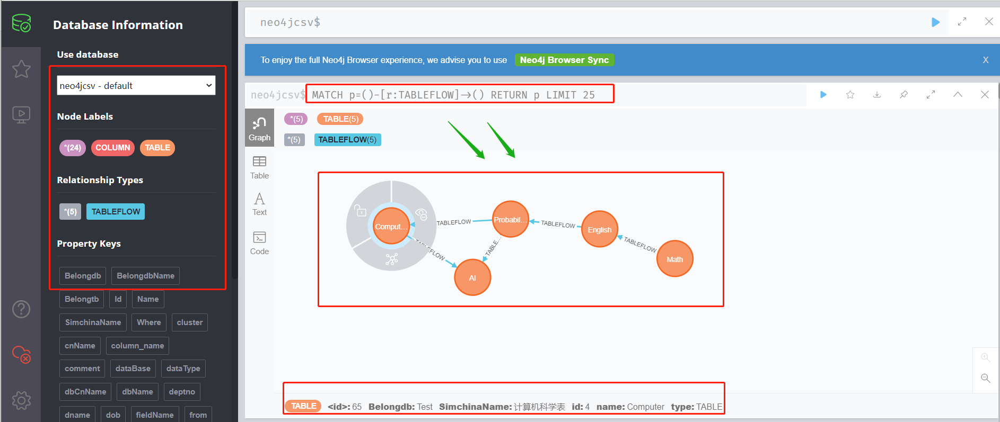 Database Information
Use database
neo4jcsv - default
Node Labels
*(24) COLUMN TABLE
Relationship Types
*(5) TABLEFLOW
Property Keys
Belongdb BelongdbName
Belongtb Id Name
SimchinaName Where cluster
cnName column_name
comment dataBase dataType
dbCnName dbName deptno
dname dob fieldName from
neo4jcsv$
To enjoy the full Neo4j Browser experience, we advise you to use Neo4j Browser Sync X
neo4jcsv$ MATCH p=()-[r:TABLEFLOW]->() RETURN p LIMIT 25
Graph
Table
Text
Code
*(5) TABLE(5)
*(5) TABLEFLOW(5)
Comput...
TABLEFLOW
Probabil...
TABLEFLOW
English
TABLEFLOW
Math
TABLE...
AI
TABLE <id>: 65 Belongdb: Test SimchinaName: 计算机科学表 id: 4 name: Computer type: TABLE